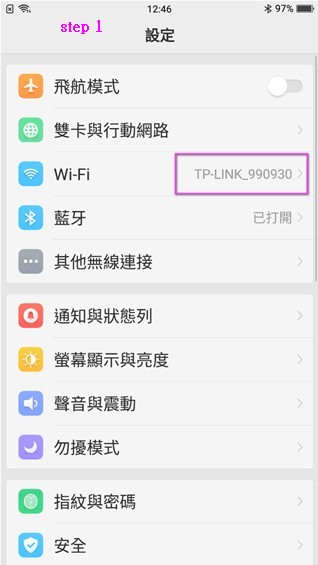 12:46
97%
step 1
設定
飛航模式
雙卡與行動網路
Wi-Fi TP-LINK_990930
藍牙 已打開
其他無線連接
通知與狀態列
螢幕顯示與亮度
聲音與震動
勿擾模式
指紋與密碼
安全